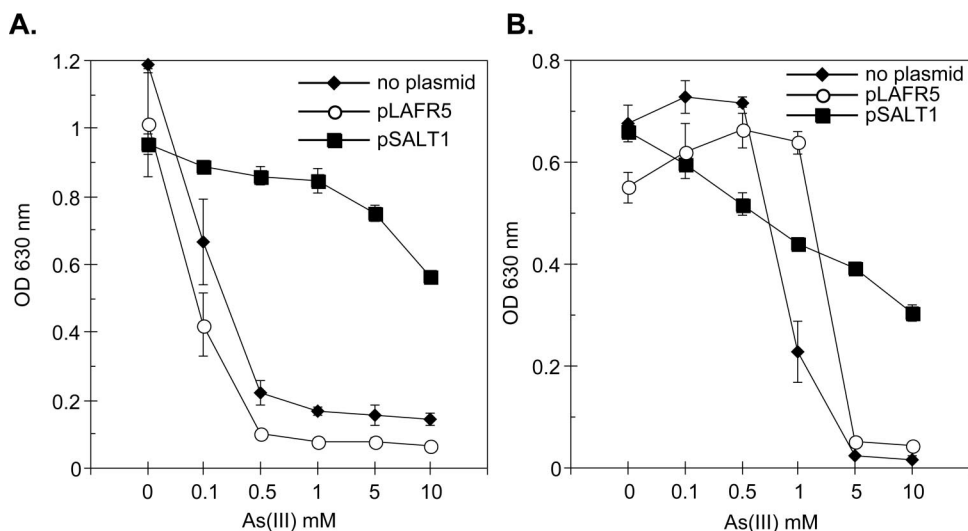 A.
1.2
1
0.8
0.6
0.4
0.2
0
OD 630 nm
no plasmid
pLAFR5
pSALT1
0 0.1 0.5 1 5 10
As(III) mM
B.
0.8
0.6
0.4
0.2
0
OD 630 nm
no plasmid
pLAFR5
pSALT1
0 0.1 0.5 1 5 10
As(III) mM